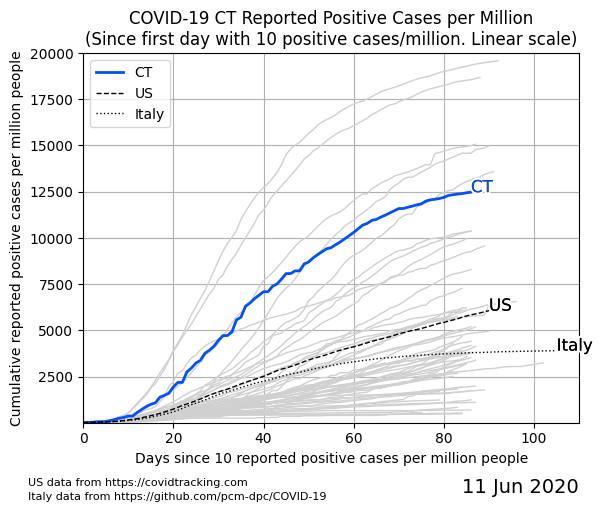 COVID-19 CT Reported Positive Cases per Million
(Since first day with 10 positive cases/million. Linear scale)
Cumulative reported positive cases per million people
20000
17500
15000
12500
10000
7500
5000
2500
CT
US
Italy
CT
US
Italy
0
20
40
60
80
100
Days since 10 reported positive cases per million people
US data from https://covidtracking.com
Italy data from https://github.com/pcm-dpc/COVID-19
11 Jun 2020